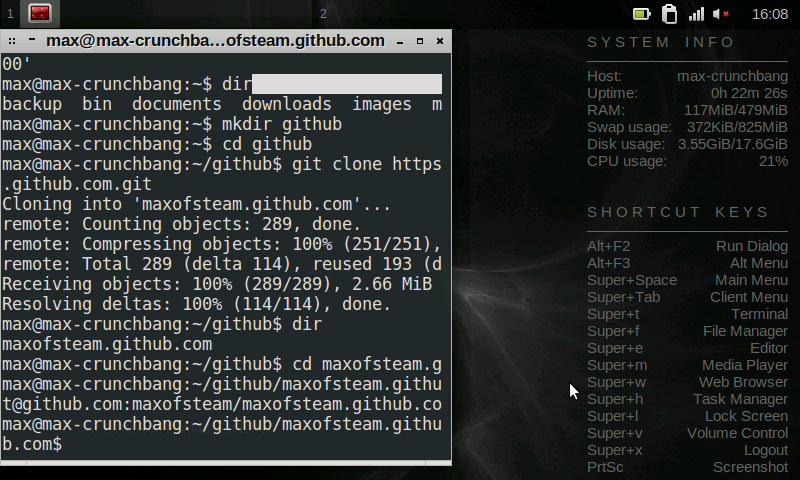 1
2
16:08
max@max-crunchba...ofsteam.github.com
00'
max@max-crunchbang:~$ dir
backup  bin  documents  downloads  images  m
max@max-crunchbang:~$ mkdir github
max@max-crunchbang:~$ cd github
max@max-crunchbang:~/github$ git clone https
.github.com.git
Cloning into 'maxofsteam.github.com'...
remote: Counting objects: 289, done.
remote: Compressing objects: 100% (251/251),
remote: Total 289 (delta 114), reused 193 (d
Receiving objects: 100% (289/289), 2.66 MiB
Resolving deltas: 100% (114/114), done.
max@max-crunchbang:~/github$ dir
maxofsteam.github.com
max@max-crunchbang:~/github$ cd maxofsteam.g
max@max-crunchbang:~/github/maxofsteam.githu
t@github.com:maxofsteam/maxofsteam.github.co
max@max-crunchbang:~/github/maxofsteam.githu
b.com$
SYSTEM INFO
Host: max-crunchbang
Uptime: 0h 22m 26s
RAM: 117MiB/479MiB
Swap usage: 372KiB/825MiB
Disk usage: 3.55GiB/17.6GiB
CPU usage: 21%
SHORTCUT KEYS
Alt+F2 Run Dialog
Alt+F3 Alt Menu
Super+Space Main Menu
Super+Tab Client Menu
Super+t Terminal
Super+f File Manager
Super+e Editor
Super+m Media Player
Super+w Web Browser
Super+h Task Manager
Super+l Lock Screen
Super+v Volume Control
Super+x Logout
PrtSc Screenshot